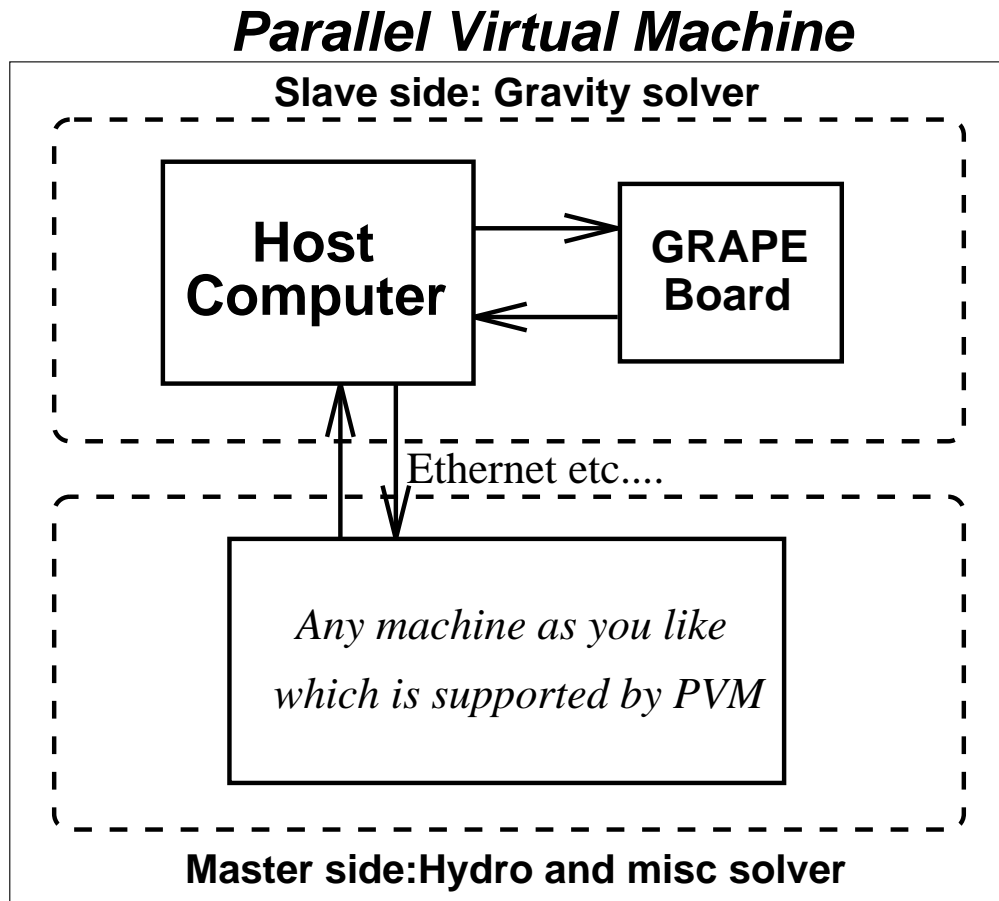 Parallel Virtual Machine
Slave side: Gravity solver
Host
Computer
GRAPE
Board
Ethernet etc....
Any machine as you like
which is supported by PVM
Master side:Hydro and misc solver